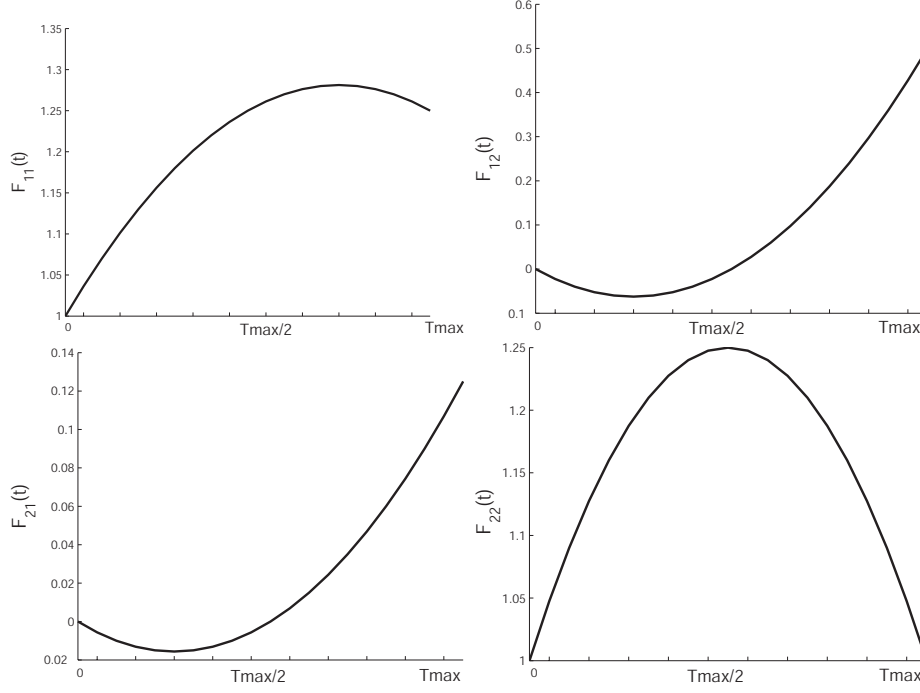 1.35
1.3
1.25
1.2
1.15
1.1
1.05
1
F11(t)
0
Tmax/2
Tmax
0.6
0.5
0.4
0.3
0.2
0.1
0
0.1
F12(t)
0
Tmax/2
Tmax
0.14
0.12
0.1
0.08
0.06
0.04
0.02
0
0.02
F21(t)
0
Tmax/2
Tmax
1.25
1.2
1.15
1.1
1.05
1
F22(t)
0
Tmax/2
Tmax